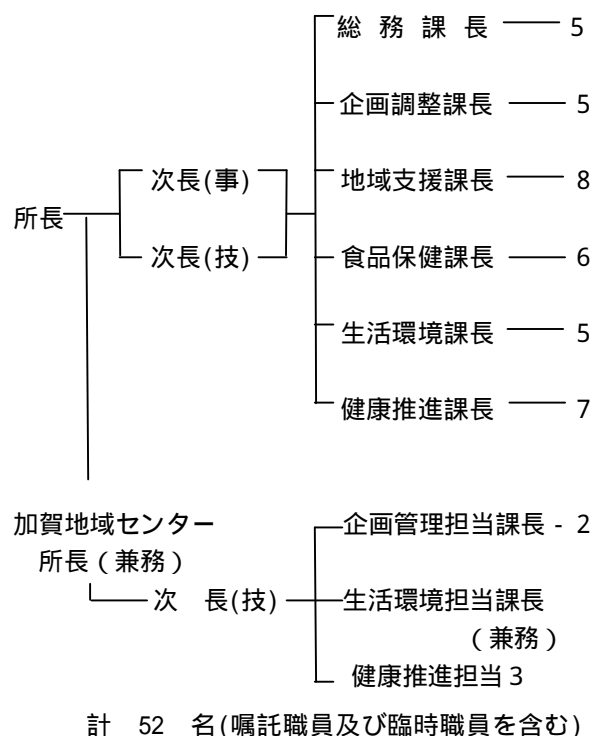 総 務 課 長 5
企画調整課長 5
次長(事) 地域支援課長 8
所長
次長(技) 食品保健課長 6
生活環境課長 5
健康推進課長 7
加賀地域センター 企画管理担当課長 - 2
所長 ( 兼務 )
次 長(技) 生活環境担当課長
( 兼務 )
健康推進担当 3
計 52 名(嘱託職員及び臨時職員を含む)